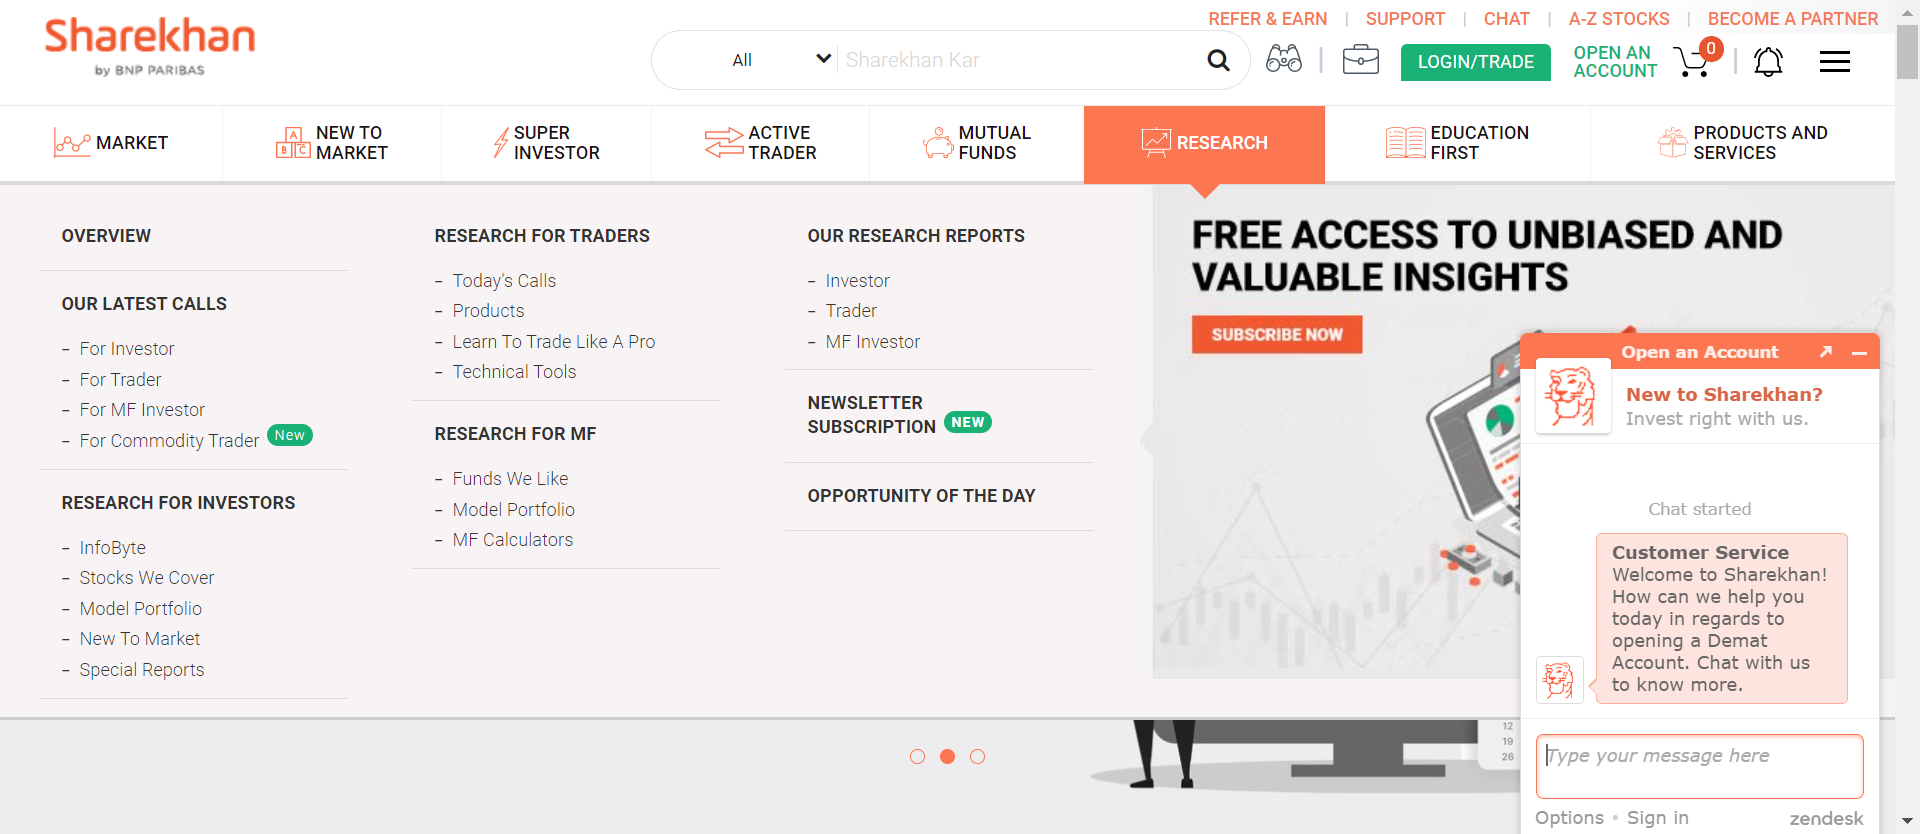 REFER & EARN | SUPPORT | CHAT | A-Z STOCKS | BECOME A PARTNER
Sharekhan
by BNP PARIBAS
All
Sharekhan Kar
LOGIN/TRADE
OPEN AN
ACCOUNT
0
MARKET
NEW TO
MARKET
SUPER
INVESTOR
ACTIVE
TRADER
MUTUAL
FUNDS
RESEARCH
EDUCATION
FIRST
PRODUCTS AND
SERVICES
OVERVIEW
OUR LATEST CALLS
- For Investor
- For Trader
- For MF Investor
- For Commodity Trader New
RESEARCH FOR INVESTORS
- InfoByte
- Stocks We Cover
- Model Portfolio
- New To Market
- Special Reports
RESEARCH FOR TRADERS
- Today's Calls
- Products
- Learn To Trade Like A Pro
- Technical Tools
RESEARCH FOR MF
- Funds We Like
- Model Portfolio
- MF Calculators
OUR RESEARCH REPORTS
- Investor
- Trader
- MF Investor
NEWSLETTER
SUBSCRIPTION NEW
OPPORTUNITY OF THE DAY
FREE ACCESS TO UNBIASED AND
VALUABLE INSIGHTS
SUBSCRIBE NOW
12
19
26
Open an Account
New to Sharekhan?
Invest right with us.
Chat started
Customer Service
Welcome to Sharekhan!
How can we help you
today in regards to
opening a Demat
Account. Chat with us
to know more.
Type your message here
Options • Sign in
zendesk